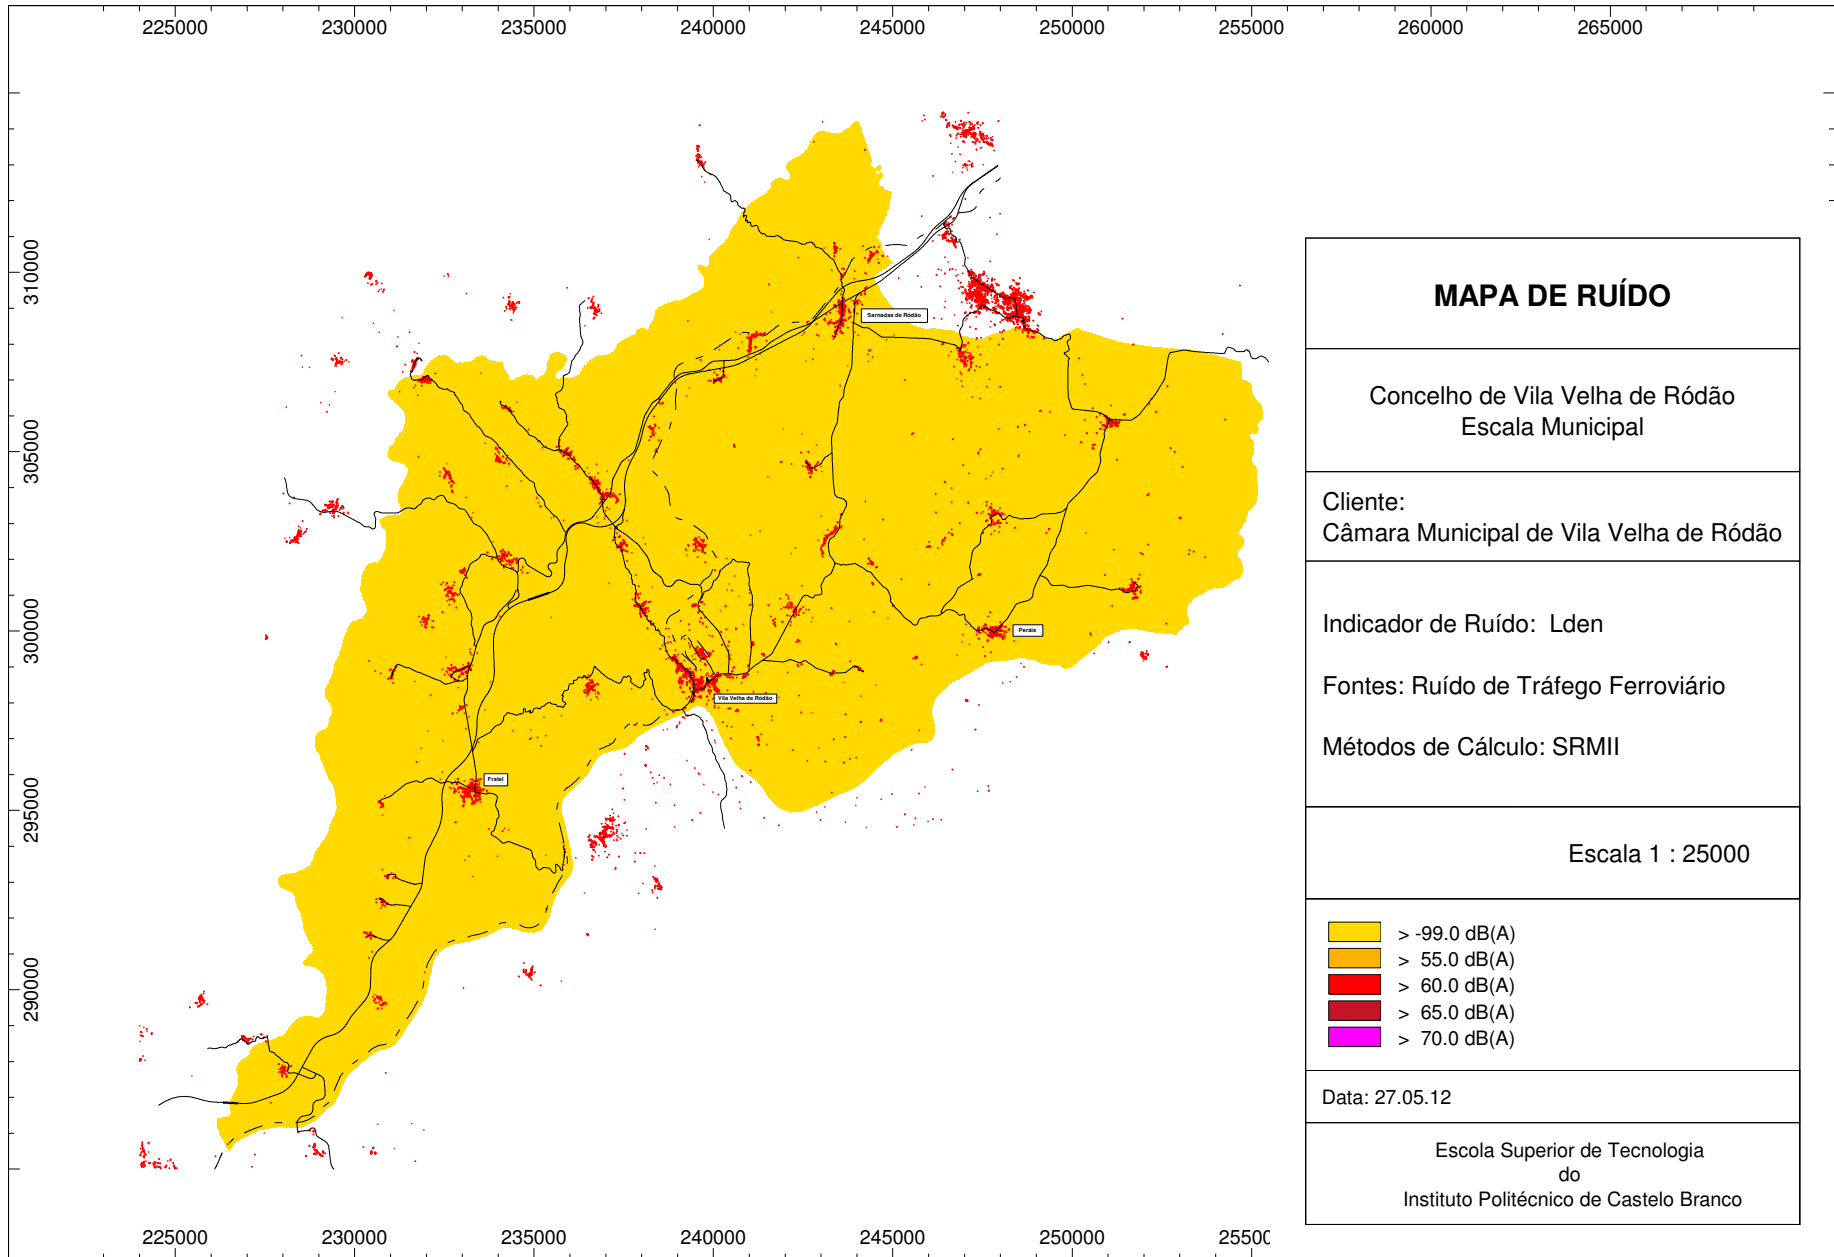 225000 230000 235000 240000 245000 250000 255000 260000 265000
310000
305000
300000
295000
290000
Sarnadas de Ródão
Perais
Vila Velha de Ródão
Fratel
225000 230000 235000 240000 245000 250000 25500
MAPA DE RUÍDO
Concelho de Vila Velha de Ródão
Escala Municipal
Cliente:
Câmara Municipal de Vila Velha de Ródão
Indicador de Ruído: Lden
Fontes: Ruído de Tráfego Ferroviário
Métodos de Cálculo: SRMII
Escala 1 : 25000
> -99.0 dB(A)
> 55.0 dB(A)
> 60.0 dB(A)
> 65.0 dB(A)
> 70.0 dB(A)
Data: 27.05.12
Escola Superior de Tecnologia
do
Instituto Politécnico de Castelo Branco